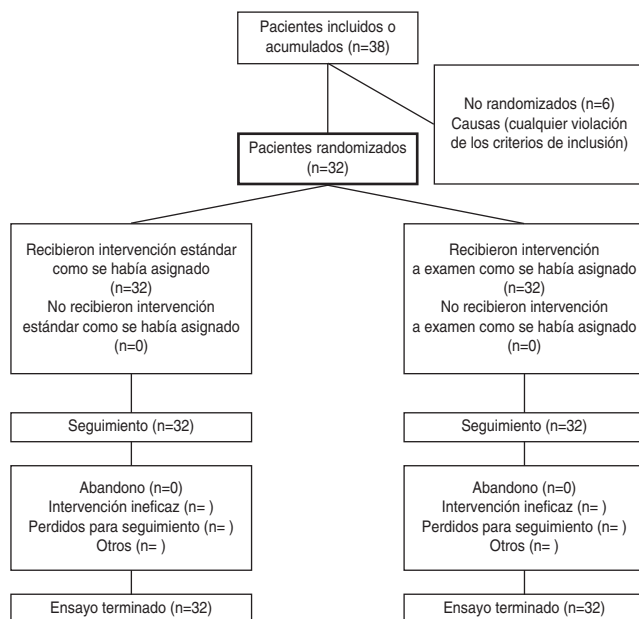 Pacientes incluidos o
acumulados (n=38)
No randomizados (n=6)
Causas (cualquier violación
de los criterios de inclusión)
Pacientes randomizados
(n=32)
Recibieron intervención estándar
como se había asignado
(n=32)
No recibieron intervención
estándar como se había asignado
(n=0)
Recibieron intervención
a examen como se había asignado
(n=32)
No recibieron intervención
a examen como se había asignado
(n=0)
Seguimiento (n=32)
Seguimiento (n=32)
Abandono (n=0)
Intervención ineficaz (n= )
Perdidos para seguimiento (n= )
Otros (n= )
Abandono (n=0)
Intervención ineficaz (n= )
Perdidos para seguimiento (n= )
Otros (n= )
Ensayo terminado (n=32)
Ensayo terminado (n=32)